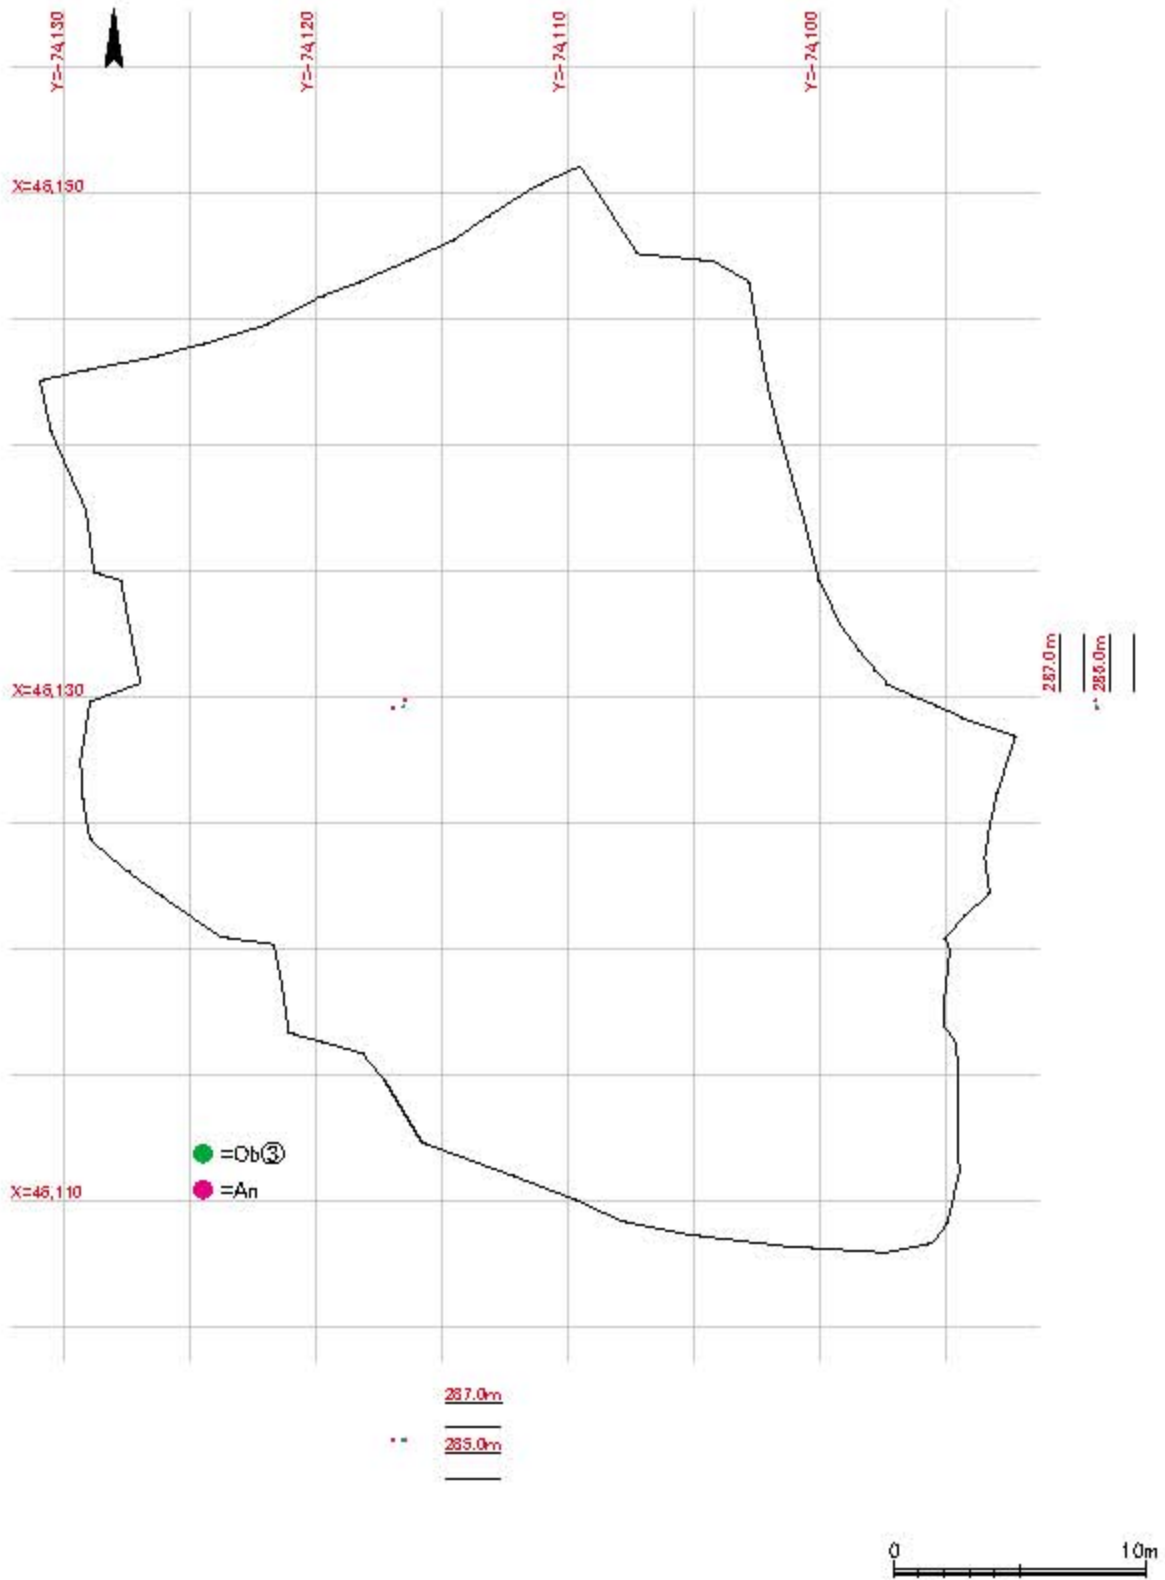 Y=-74,130
Y=-74,120
Y=-74,110
Y=-74,100
X=46,150
X=46,130
287.0m
285.0m
=Ob③
=An
X=46,110
287.0m
285.0m
0 10m